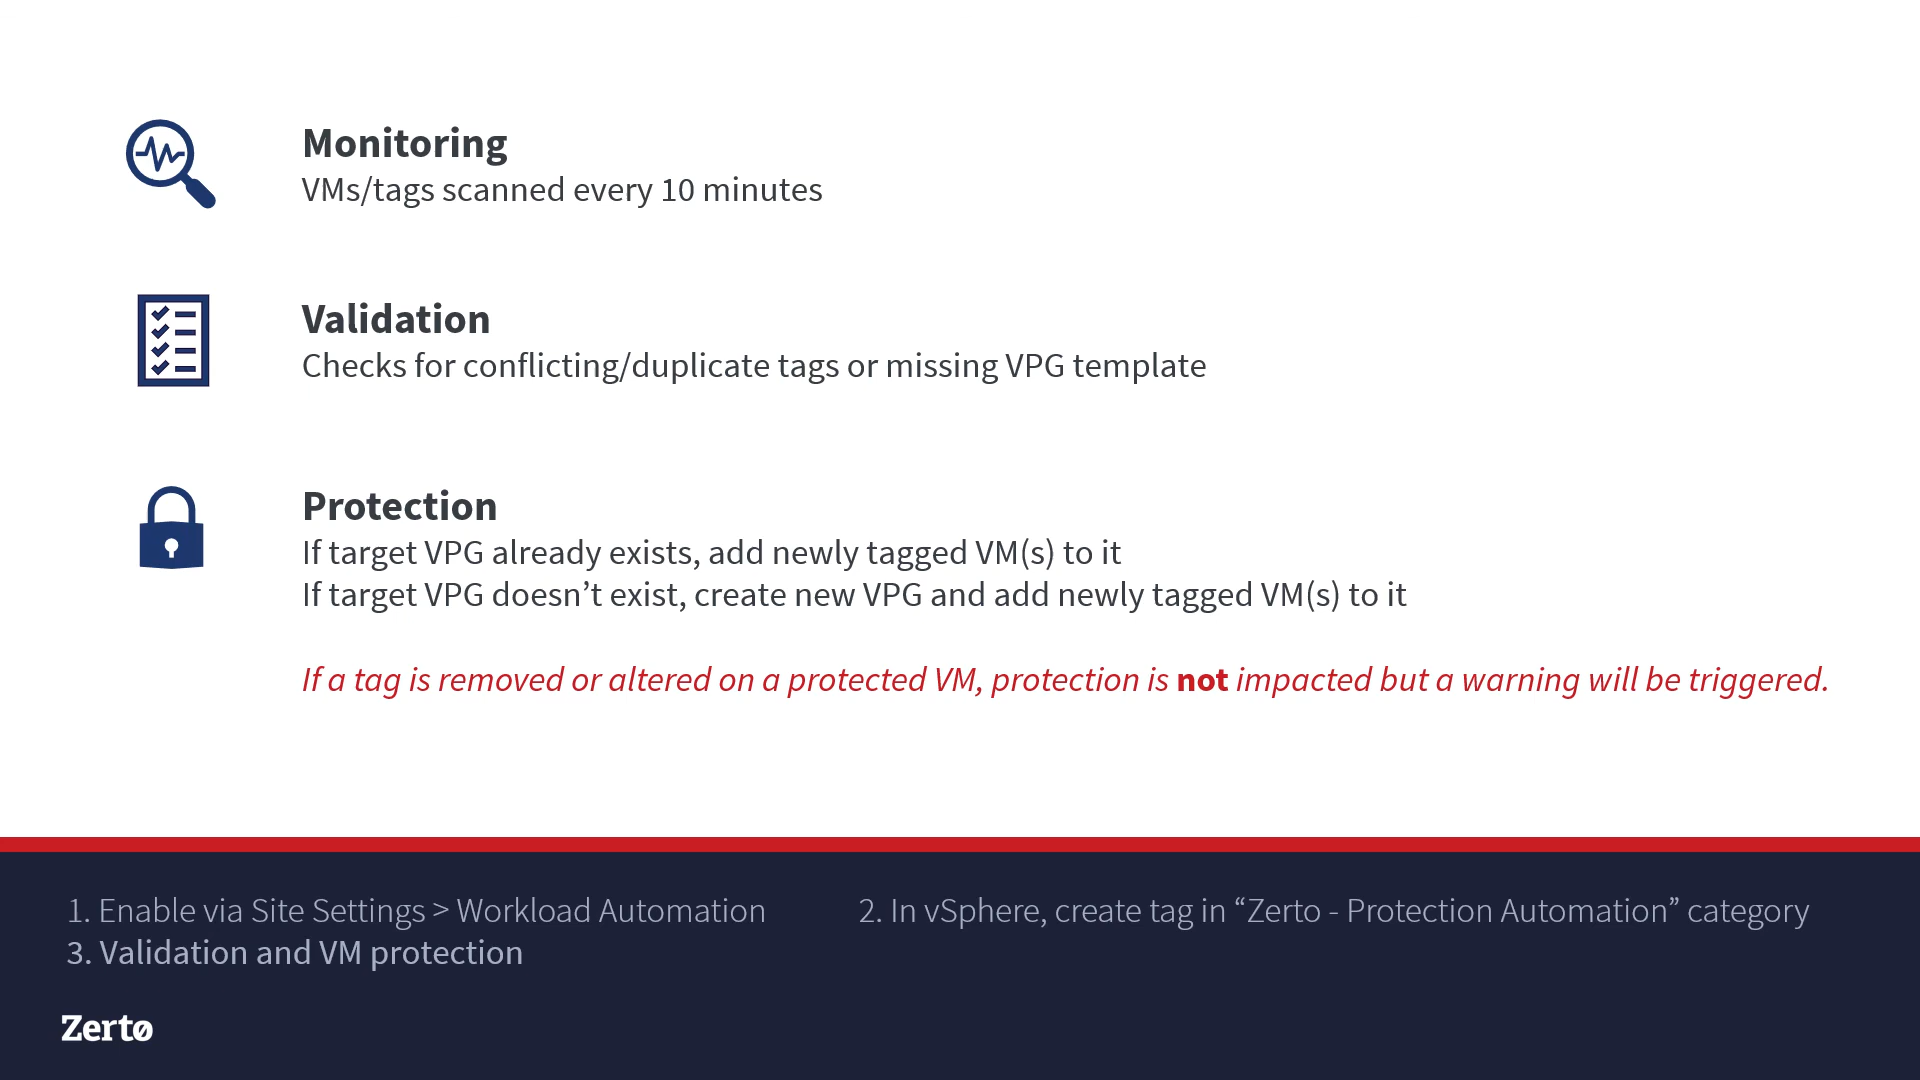 Monitoring
VMs/tags scanned every 10 minutes
Validation
Checks for conflicting/duplicate tags or missing VPG template
Protection
If target VPG already exists, add newly tagged VM(s) to it
If target VPG doesn’t exist, create new VPG and add newly tagged VM(s) to it
If a tag is removed or altered on a protected VM, protection is not impacted but a warning will be triggered.
1. Enable via Site Settings > Workload Automation
2. In vSphere, create tag in “Zerto - Protection Automation” category
3. Validation and VM protection
Zerto